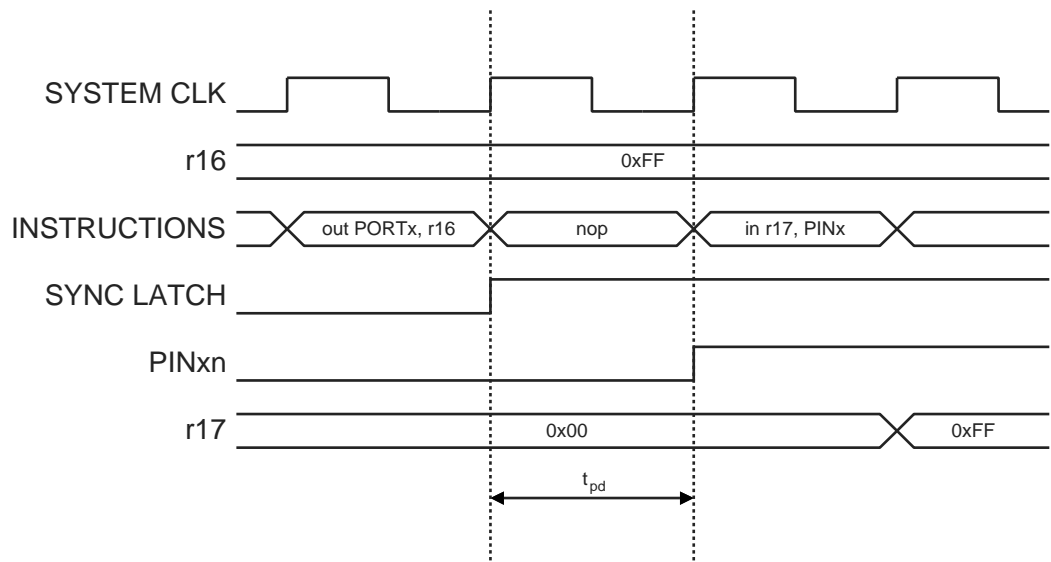 SYSTEM CLK
r16
0xFF
INSTRUCTIONS
out PORTx, r16
nop
in r17, PINx
SYNC LATCH
PINxn
r17
0x00
0xFF
tpd